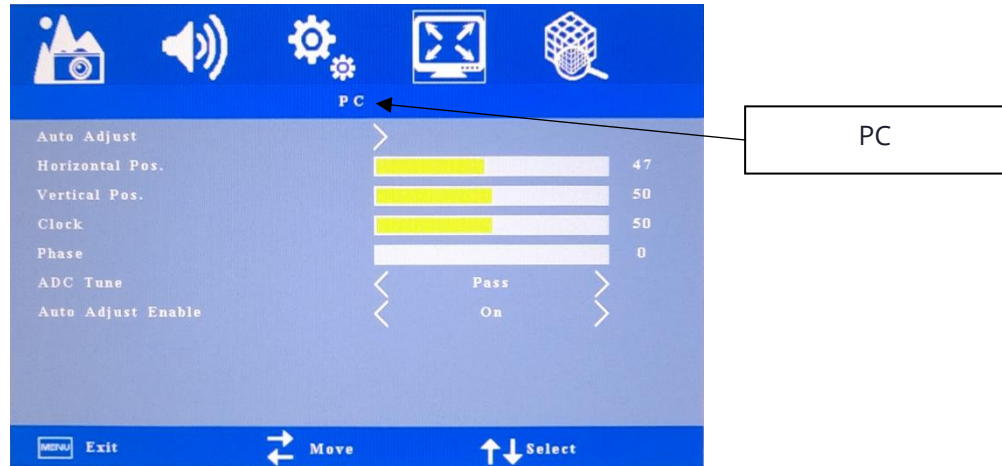 PC
PC
Auto Adjust
Horizontal Pos. 47
Vertical Pos. 50
Clock 50
Phase 0
ADC Tune Pass
Auto Adjust Enable On
MENU Exit Move Select